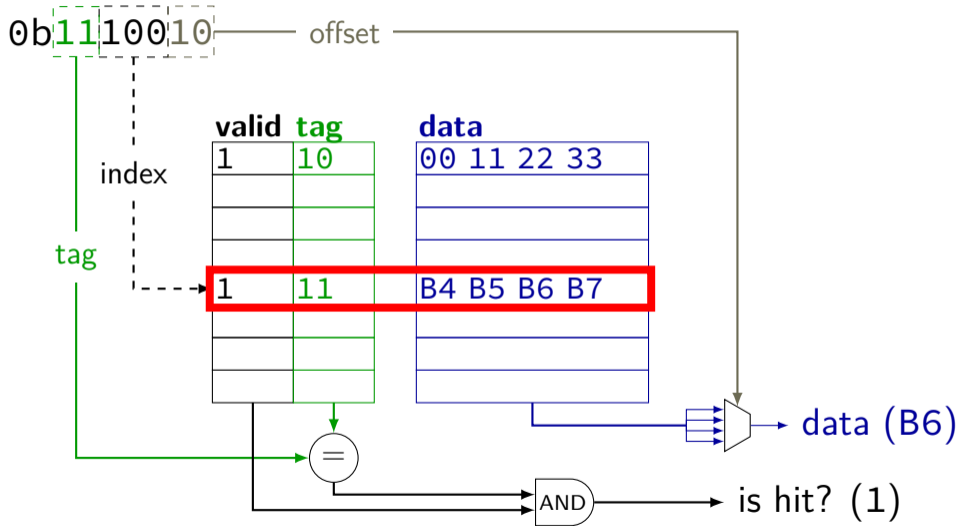 0b1110010 offset
valid tag data
1 10 00 11 22 33
index
tag
1 11 B4 B5 B6 B7
data (B6)
=
AND is hit? (1)